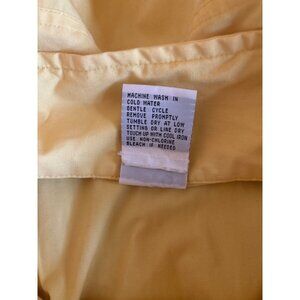 MACHINE WASH IN
COLD WATER
GENTLE CYCLE
REMOVE PROMPTLY
TUMBLE DRY AT LOW
SETTING OR LINE DRY
TOUCH UP WITH COOL IRON
USE NON-CHLORINE
BLEACH IF NEEDED